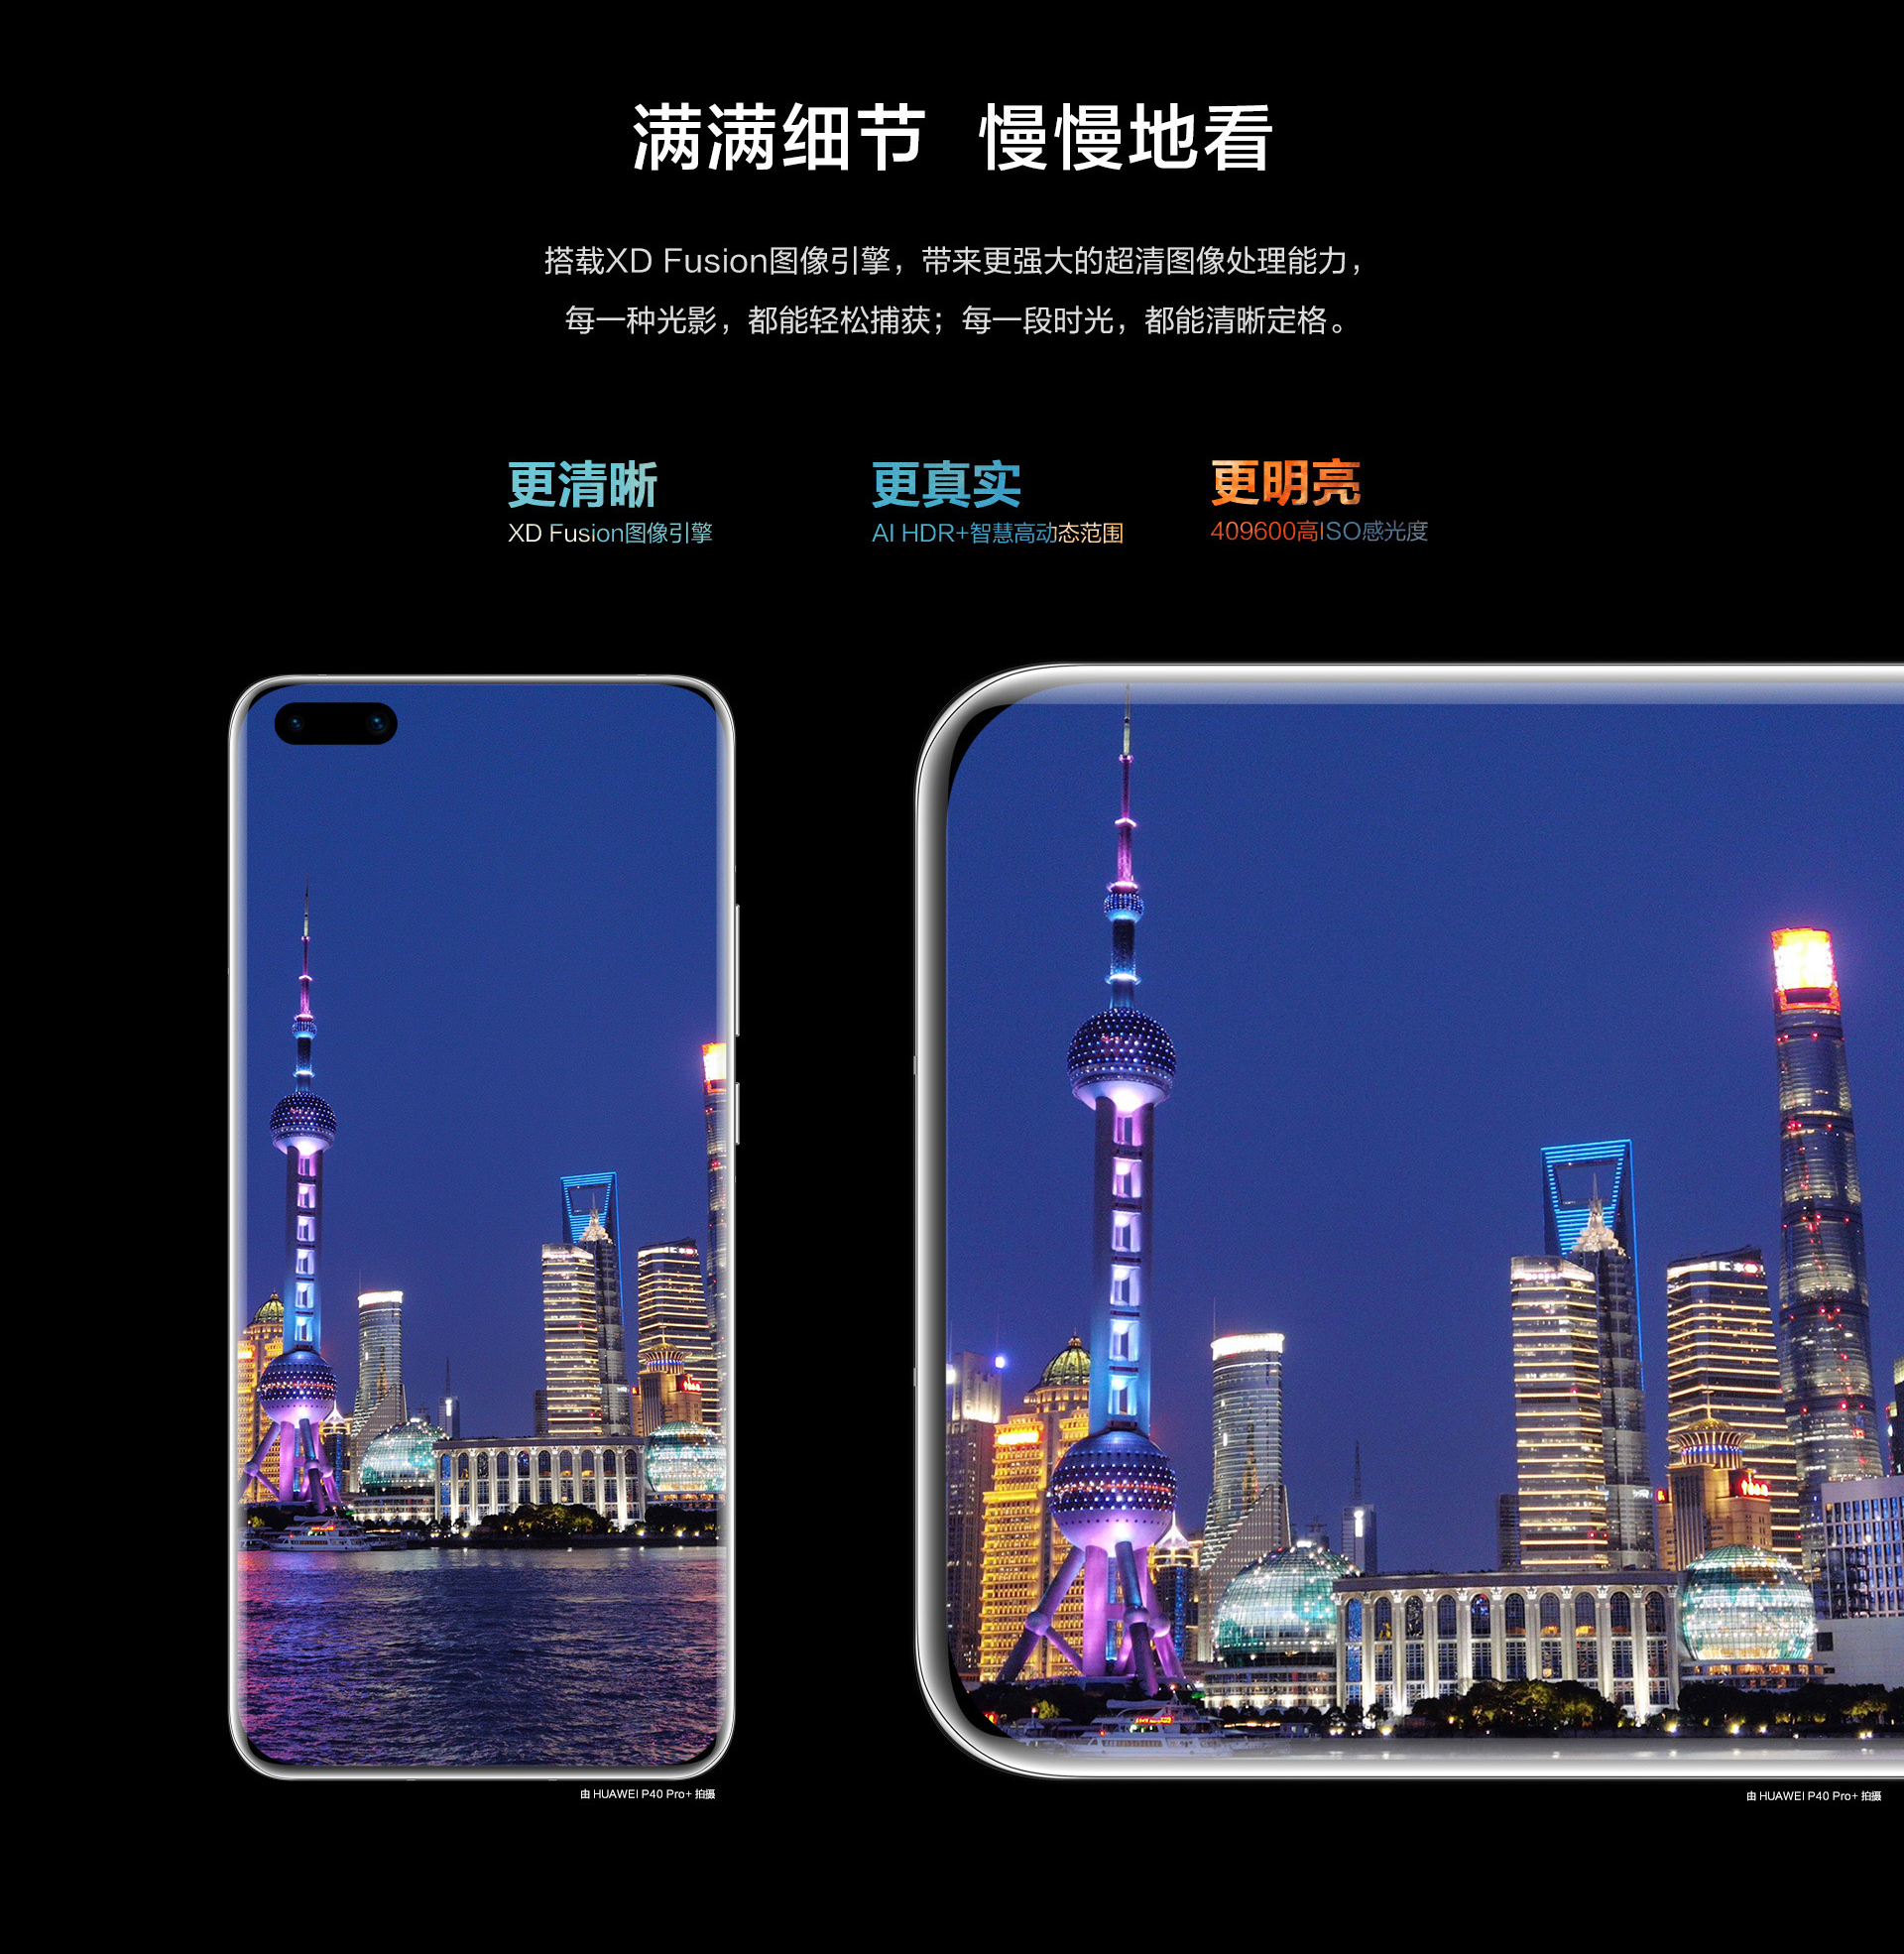 满满细节 慢慢地看
搭载XD Fusion图像引擎，带来更强大的超清图像处理能力，
每一种光影，都能轻松捕获；每一段时光，都能清晰定格。
更清晰
XD Fusion图像引擎
更真实
AI HDR+智慧高动态范围
更明亮
409600高ISO感光度
由 HUAWEI P40 Pro+ 拍摄
由 HUAWEI P40 Pro+ 拍摄